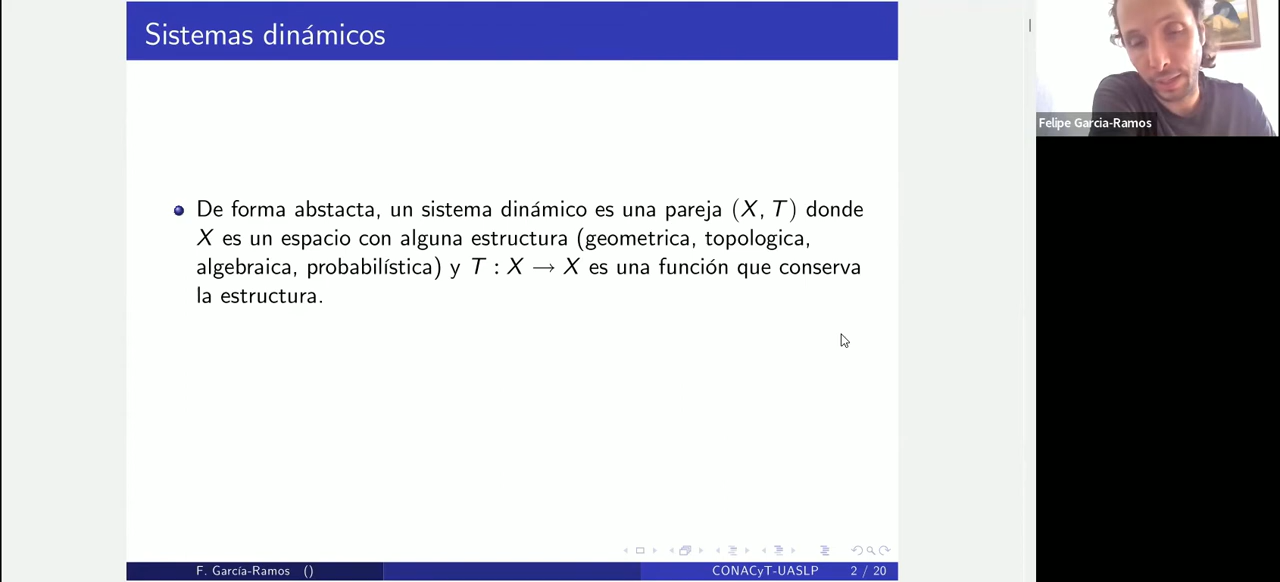 Sistemas dinámicos
De forma abstacta, un sistema dinámico es una pareja (X, T) donde
X es un espacio con alguna estructura (geometrica, topologica,
algebraica, probabilística) y T : X → X es una función que conserva
la estructura.
Felipe Garcia-Ramos
F. García-Ramos ()
CONACyT-UASLP
2 / 20